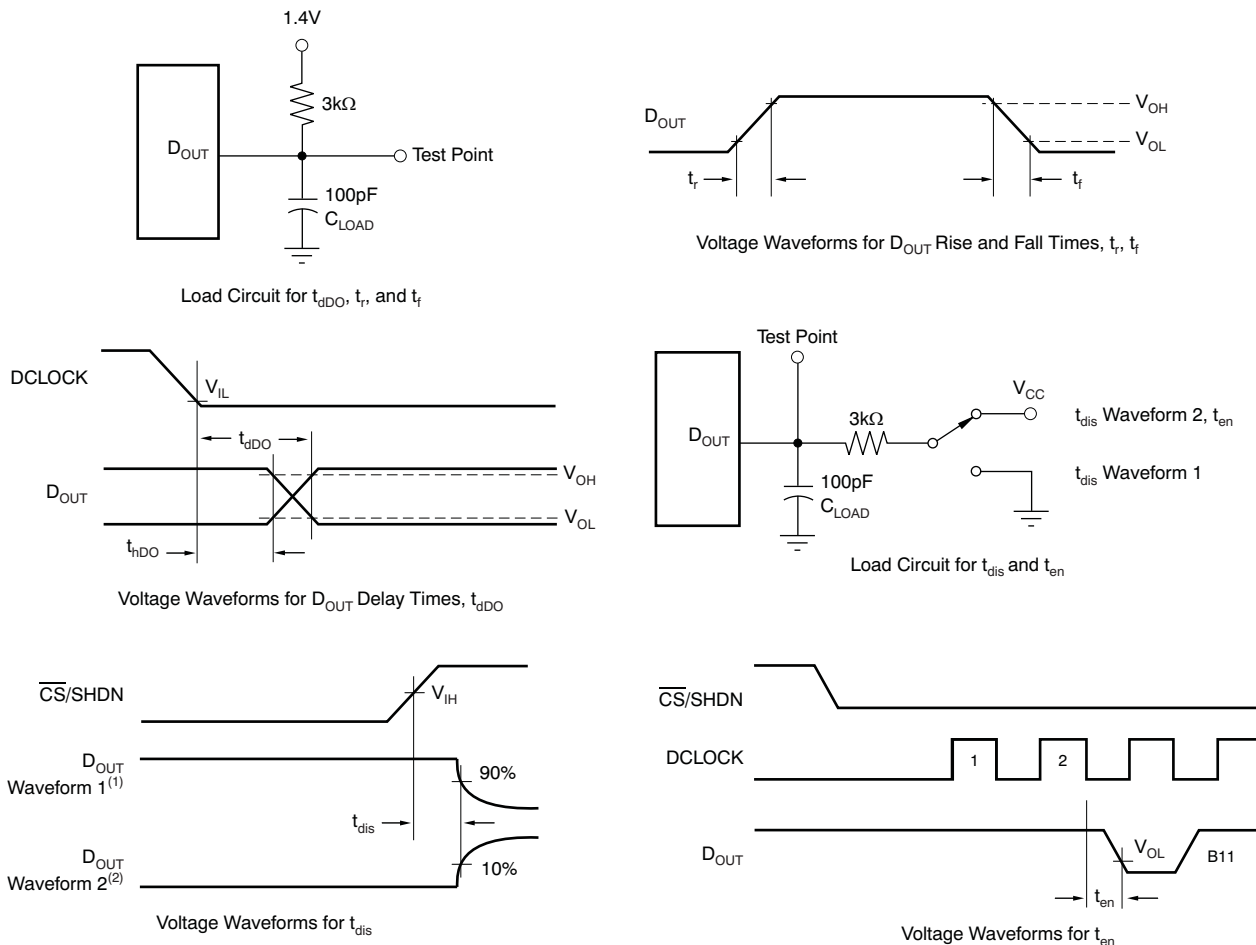 1.4V
3kΩ
D_OUT
Test Point
100pF
C_LOAD
Load Circuit for t_dDO, t_r, and t_f
D_OUT
V_OH
V_OL
t_r
t_f
Voltage Waveforms for D_OUT Rise and Fall Times, t_r, t_f
DCLOCK
V_IL
t_dDO
D_OUT
V_OH
V_OL
t_hDO
Voltage Waveforms for D_OUT Delay Times, t_dDO
Test Point
D_OUT
3kΩ
V_CC
t_dis Waveform 2, t_en
t_dis Waveform 1
100pF
C_LOAD
Load Circuit for t_dis and t_en
C̅S̅/SHDN
V_IH
D_OUT
Waveform 1(1)
90%
t_dis
D_OUT
Waveform 2(2)
10%
Voltage Waveforms for t_dis
C̅S̅/SHDN
DCLOCK
1
2
D_OUT
V_OL
B11
t_en
Voltage Waveforms for t_en